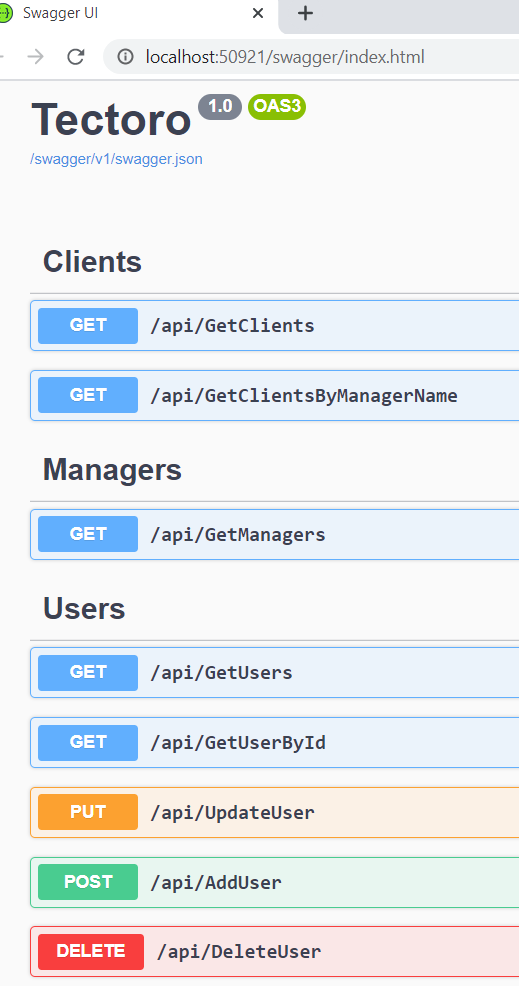 Swagger UI
localhost:50921/swagger/index.html
Tectoro 1.0 OAS3
/swagger/v1/swagger.json
Clients
GET /api/GetClients
GET /api/GetClientsByManagerName
Managers
GET /api/GetManagers
Users
GET /api/GetUsers
GET /api/GetUserById
PUT /api/UpdateUser
POST /api/AddUser
DELETE /api/DeleteUser